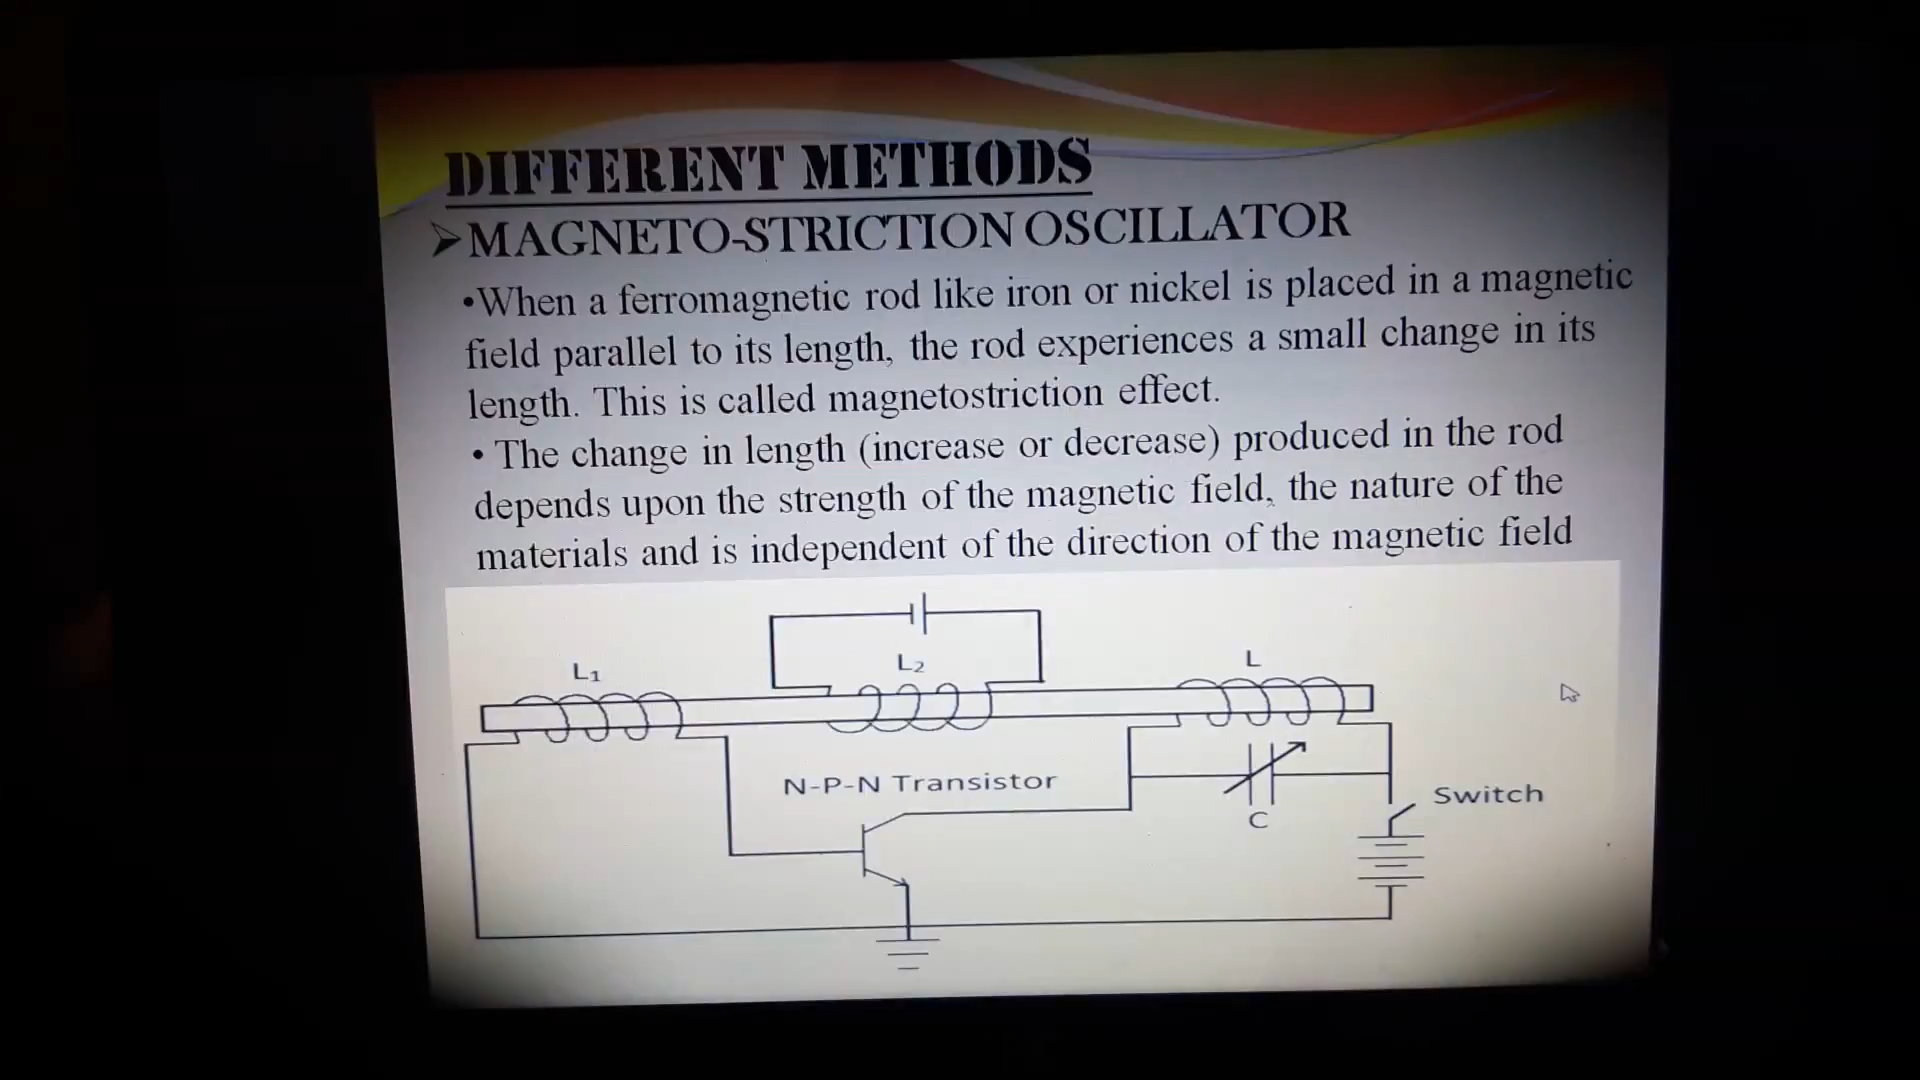 DIFFERENT METHODS
➢MAGNETO-STRICTION OSCILLATOR
•When a ferromagnetic rod like iron or nickel is placed in a magnetic
field parallel to its length, the rod experiences a small change in its
length. This is called magnetostriction effect.
• The change in length (increase or decrease) produced in the rod
depends upon the strength of the magnetic field, the nature of the
materials and is independent of the direction of the magnetic field
L1
L2
L
N-P-N Transistor
C
Switch